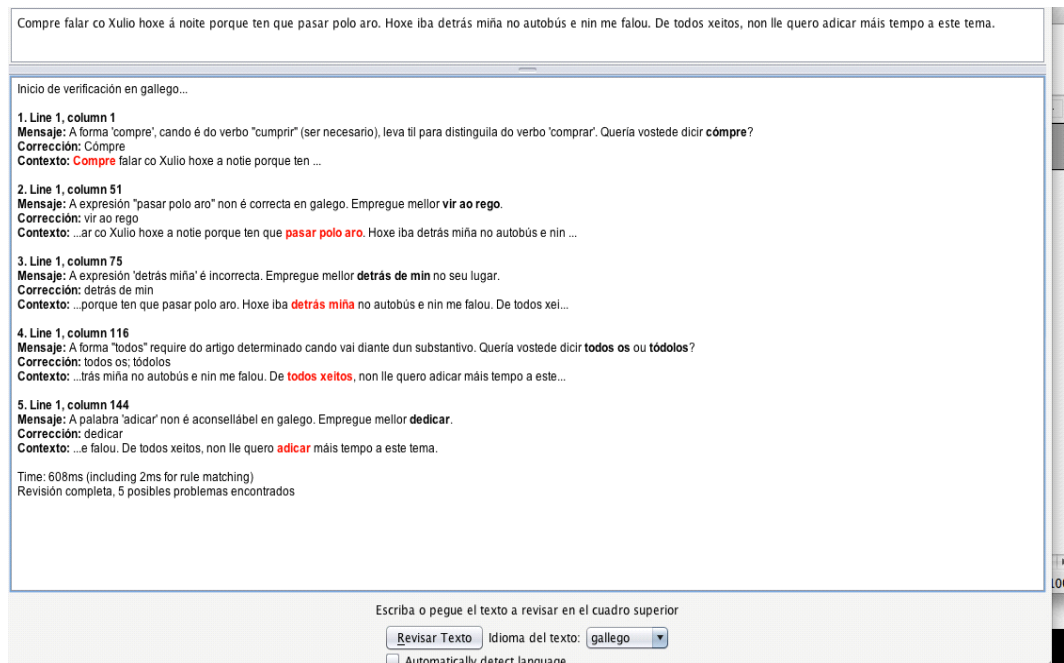 Compre falar co Xulio hoxe á noite porque ten que pasar polo aro. Hoxe iba detrás miña no autobús e nin me falou. De todos xeitos, non lle quero adicar máis tempo a este tema.
Inicio de verificación en gallego...
1. Line 1, column 1
Mensaje: A forma 'compre', cando é do verbo "cumprir" (ser necesario), leva til para distinguila do verbo 'comprar'. Quería vostede dicir cómpre?
Corrección: Cómpre
Contexto: Compre falar co Xulio hoxe a notie porque ten ...
2. Line 1, column 51
Mensaje: A expresión "pasar polo aro" non é correcta en galego. Empregue mellor vir ao rego.
Corrección: vir ao rego
Contexto: ...ar co Xulio hoxe a notie porque ten que pasar polo aro. Hoxe iba detrás miña no autobús e nin ...
3. Line 1, column 75
Mensaje: A expresión 'detrás miña' é incorrecta. Empregue mellor detrás de min no seu lugar.
Corrección: detrás de min
Contexto: ...porque ten que pasar polo aro. Hoxe iba detrás miña no autobús e nin me falou. De todos xei...
4. Line 1, column 116
Mensaje: A forma "todos" require do artigo determinado cando vai diante dun substantivo. Quería vostede dicir todos os ou tódolos?
Corrección: todos os; tódolos
Contexto: ...trás miña no autobús e nin me falou. De todos xeitos, non lle quero adicar máis tempo a este...
5. Line 1, column 144
Mensaje: A palabra 'adicar' non é aconsellábel en galego. Empregue mellor dedicar.
Corrección: dedicar
Contexto: ...e falou. De todos xeitos, non lle quero adicar máis tempo a este tema.
Time: 608ms (including 2ms for rule matching)
Revisión completa, 5 posibles problemas encontrados
Escriba o pegue el texto a revisar en el cuadro superior
Revisar Texto Idioma del texto: gallego
Automatically detect language